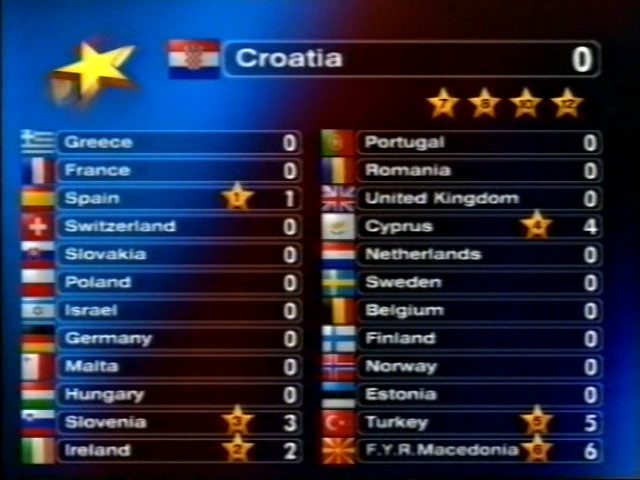 Croatia 0
7 8 10 12
Greece 0
France 0
Spain 1 1
Switzerland 0
Slovakia 0
Poland 0
Israel 0
Germany 0
Malta 0
Hungary 0
Slovenia 3 3
Ireland 2 2
Portugal 0
Romania 0
United Kingdom 0
Cyprus 4 4
Netherlands 0
Sweden 0
Belgium 0
Finland 0
Norway 0
Estonia 0
Turkey 5 5
F.Y.R.Macedonia 6 6